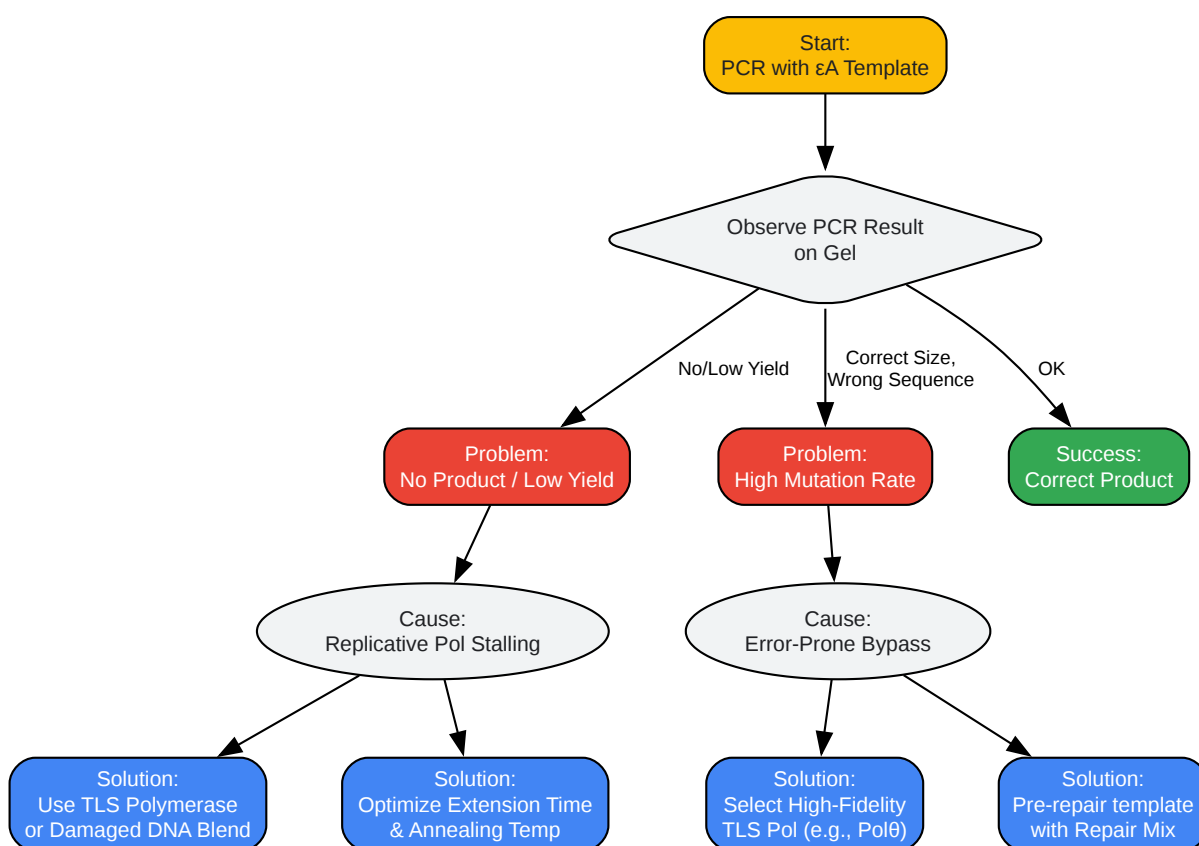 Start:
PCR with εA Template
Observe PCR Result
on Gel
No/Low Yield
Correct Size,
Wrong Sequence
OK
Problem:
No Product / Low Yield
Problem:
High Mutation Rate
Success:
Correct Product
Cause:
Replicative Pol Stalling
Cause:
Error-Prone Bypass
Solution:
Use TLS Polymerase
or Damaged DNA Blend
Solution:
Optimize Extension Time
& Annealing Temp
Solution:
Select High-Fidelity
TLS Pol (e.g., Polθ)
Solution:
Pre-repair template
with Repair Mix